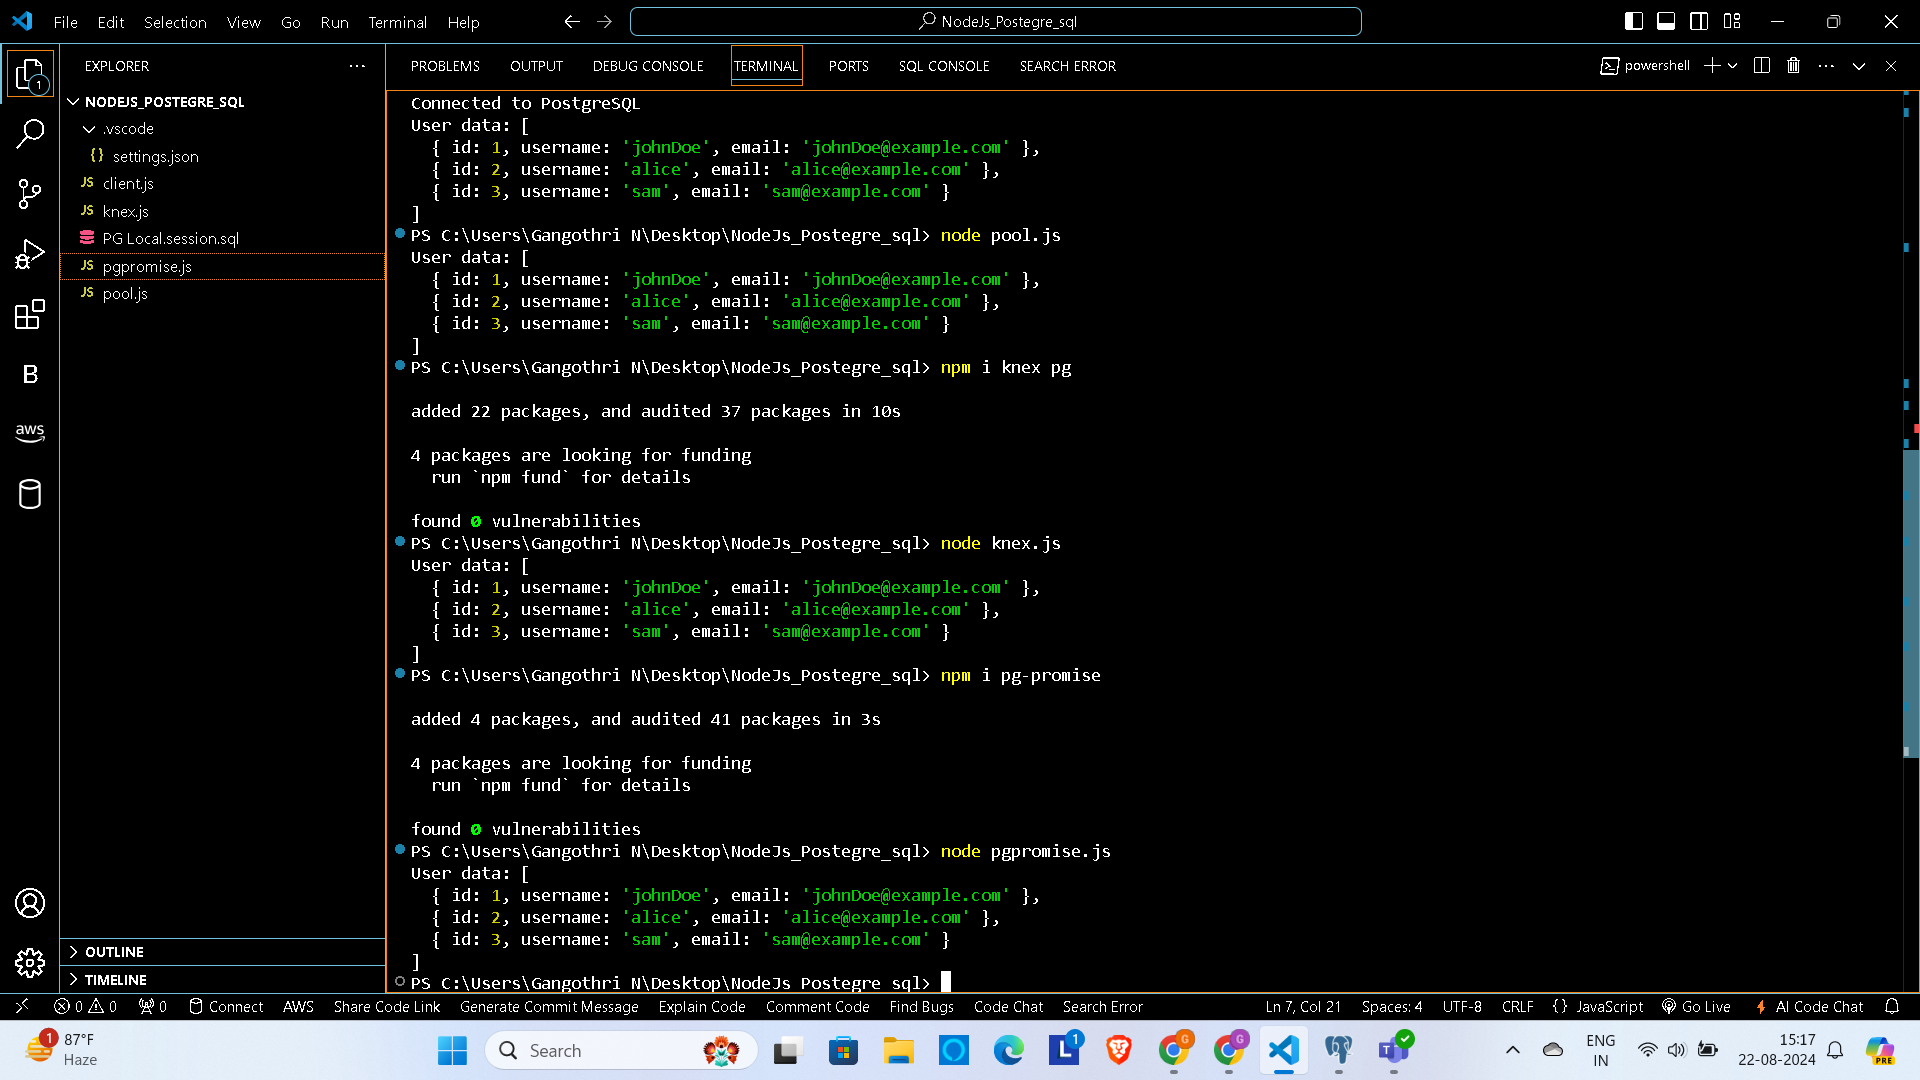 File Edit Selection View Go Run Terminal Help
NodeJs_Postegre_sql
1
EXPLORER
NODEJS_POSTEGRE_SQL
.vscode
{} settings.json
JS client.js
JS knex.js
PG Local.session.sql
JS pgpromise.js
JS pool.js
B
aws
OUTLINE
TIMELINE
PROBLEMS OUTPUT DEBUG CONSOLE TERMINAL PORTS SQL CONSOLE SEARCH ERROR
powershell
Connected to PostgreSQL
User data: [
{ id: 1, username: 'johnDoe', email: 'johnDoe@example.com' },
{ id: 2, username: 'alice', email: 'alice@example.com' },
{ id: 3, username: 'sam', email: 'sam@example.com' }
]
PS C:\Users\Gangothri N\Desktop\NodeJs_Postegre_sql> node pool.js
User data: [
{ id: 1, username: 'johnDoe', email: 'johnDoe@example.com' },
{ id: 2, username: 'alice', email: 'alice@example.com' },
{ id: 3, username: 'sam', email: 'sam@example.com' }
]
PS C:\Users\Gangothri N\Desktop\NodeJs_Postegre_sql> npm i knex pg
added 22 packages, and audited 37 packages in 10s
4 packages are looking for funding
run `npm fund` for details
found 0 vulnerabilities
PS C:\Users\Gangothri N\Desktop\NodeJs_Postegre_sql> node knex.js
User data: [
{ id: 1, username: 'johnDoe', email: 'johnDoe@example.com' },
{ id: 2, username: 'alice', email: 'alice@example.com' },
{ id: 3, username: 'sam', email: 'sam@example.com' }
]
PS C:\Users\Gangothri N\Desktop\NodeJs_Postegre_sql> npm i pg-promise
added 4 packages, and audited 41 packages in 3s
4 packages are looking for funding
run `npm fund` for details
found 0 vulnerabilities
PS C:\Users\Gangothri N\Desktop\NodeJs_Postegre_sql> node pgpromise.js
User data: [
{ id: 1, username: 'johnDoe', email: 'johnDoe@example.com' },
{ id: 2, username: 'alice', email: 'alice@example.com' },
{ id: 3, username: 'sam', email: 'sam@example.com' }
]
PS C:\Users\Gangothri N\Desktop\NodeJs_Postegre_sql>
0 0 0 Connect AWS Share Code Link Generate Commit Message Explain Code Comment Code Find Bugs Code Chat Search Error Ln 7, Col 21 Spaces: 4 UTF-8 CRLF {} JavaScript Go Live AI Code Chat
1 87°F
Haze
Search
L 1 G G
ENG
IN
15:17
22-08-2024
PRE